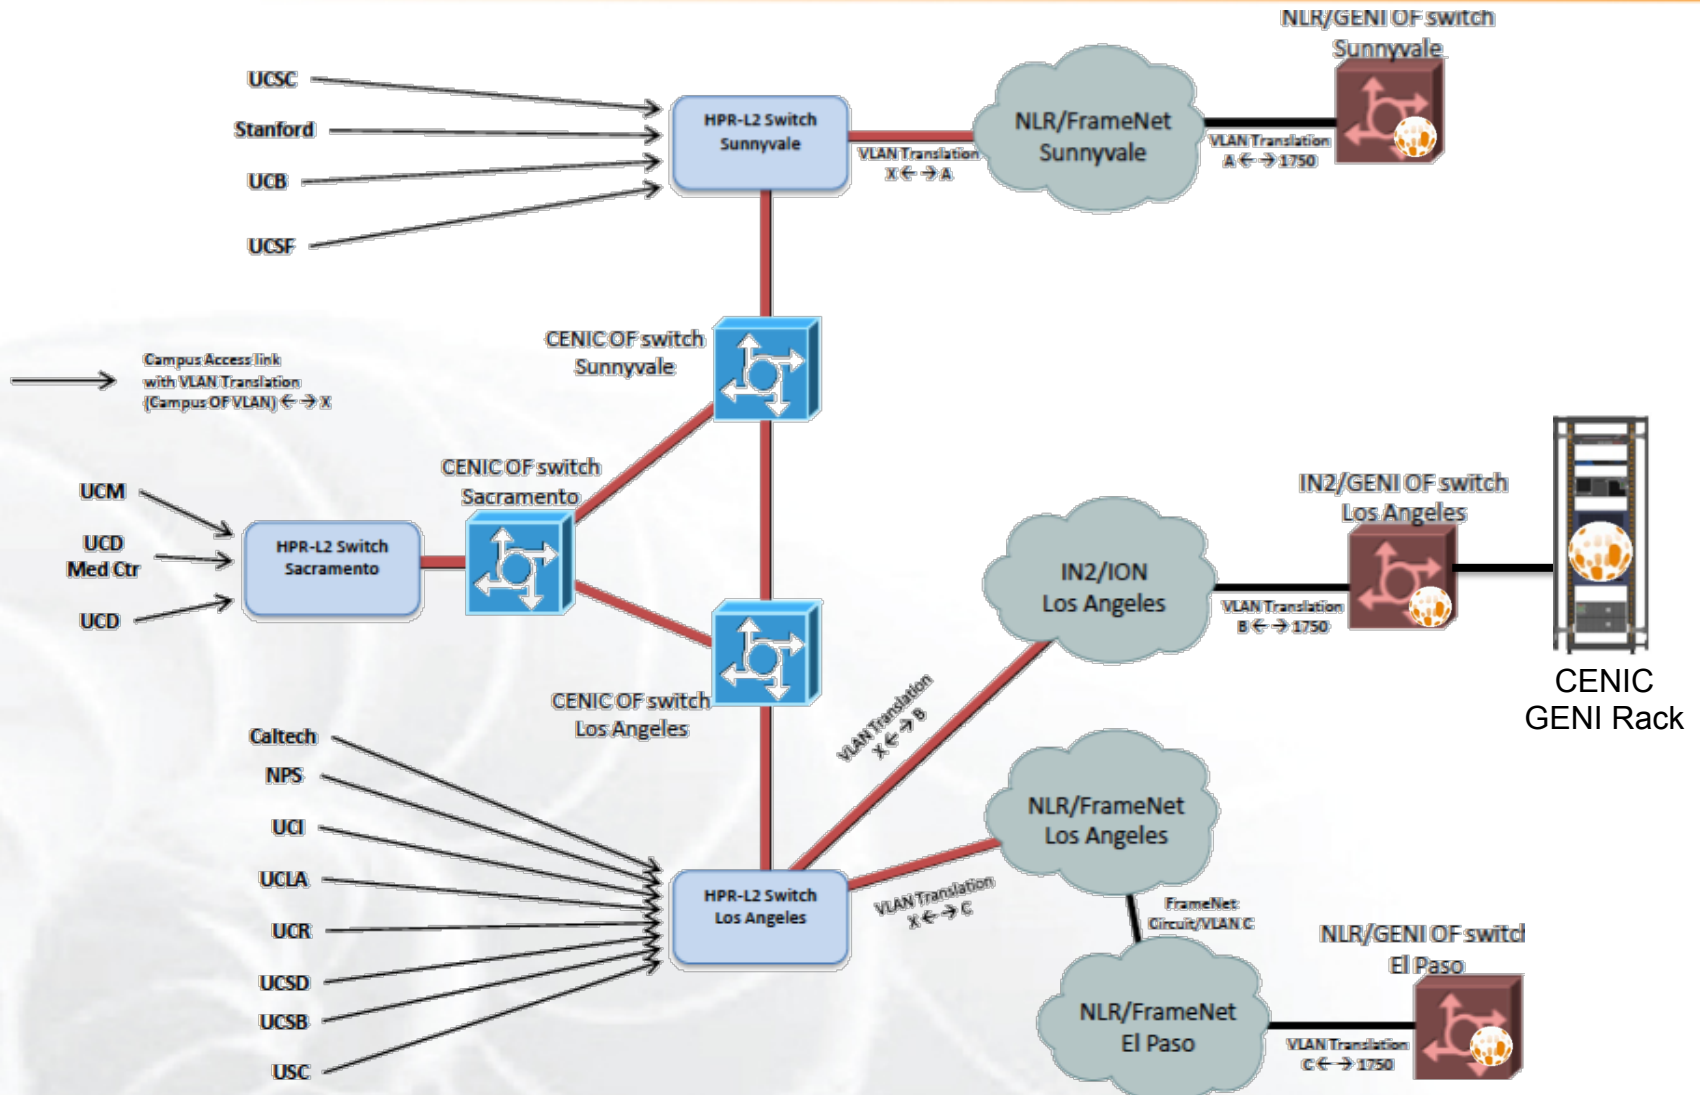 NLR/GENI OF switch
Sunnyvale
UCSC
Stanford
UCB
UCSF
HPR-L2 Switch
Sunnyvale
VLAN Translation
X ← → A
NLR/FrameNet
Sunnyvale
VLAN Translation
A ← → 1750
CENIC OF switch
Sunnyvale
Campus Access link
with VLAN Translation
(Campus OF VLAN) ← → X
CENIC OF switch
Sacramento
UCM
UCD
Med Ctr
UCD
HPR-L2 Switch
Sacramento
IN2/ION
Los Angeles
VLAN Translation
B ← → 1750
IN2/GENI OF switch
Los Angeles
CENIC
GENI Rack
CENIC OF switch
Los Angeles
VLAN Translation
X ← → B
Caltech
NPS
UCI
UCLA
UCR
UCSD
UCSB
USC
HPR-L2 Switch
Los Angeles
VLAN Translation
X ← → C
NLR/FrameNet
Los Angeles
FrameNet
Circuit/VLAN C
NLR/FrameNet
El Paso
VLAN Translation
C ← → 1750
NLR/GENI OF switch
El Paso